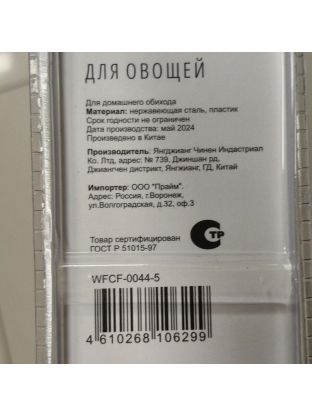 ДЛЯ ОВОЩЕЙ
Для домашнего обихода
Материал: нержавеющая сталь, пластик
Срок годности не ограничен
Дата производства: май 2024
Произведено в Китае
Производитель: Янгджианг Чинен Индастриал
Ко. Лтд, адрес: № 739, Джиншан рд,
Джиангчен дистрикт, Янгжианг, ГД, Китай
Импортер: ООО "Прайм".
Адрес: Россия, г.Воронеж,
ул.Волгоградская, д.32, оф.3
Товар сертифицирован
ГОСТ Р 51015-97
СТР
WFCF-0044-5
4 610268 106299